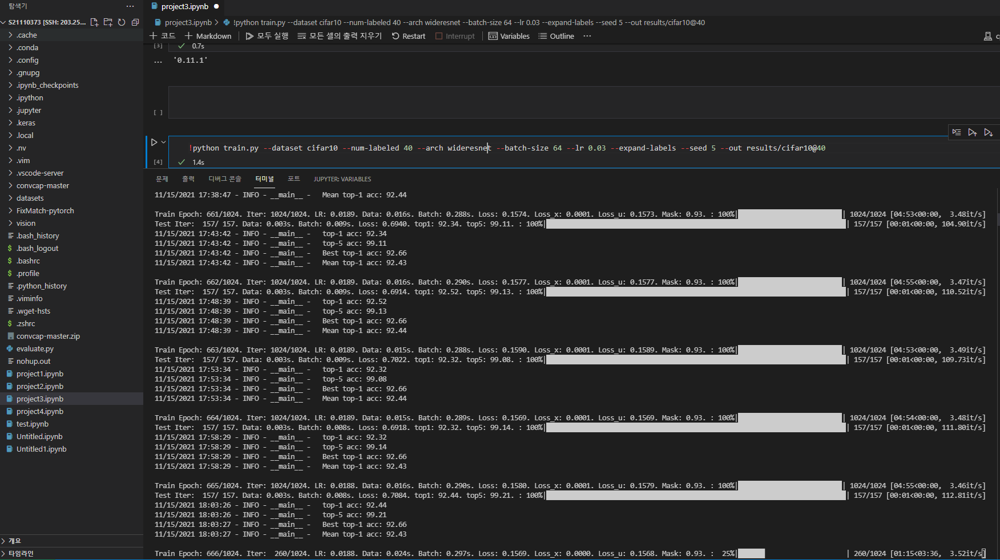 탐색기
···
S21110373 [SSH: 203.25...
.cache
.conda
.config
.gnupg
.ipynb_checkpoints
.ipython
.jupyter
.keras
.local
.nv
.vim
.vscode-server
convcap-master
datasets
FixMatch-pytorch
vision
.bash_history
$ .bash_logout
$ .bashrc
$ .profile
.python_history
.viminfo
.wget-hsts
$ .zshrc
convcap-master.zip
evaluate.py
nohup.out
project1.ipynb
project2.ipynb
project3.ipynb
project4.ipynb
test.ipynb
Untitled.ipynb
Untitled1.ipynb
개요
타임라인
project3.ipynb
project3.ipynb > !python train.py --dataset cifar10 --num-labeled 40 --arch wideresnet --batch-size 64 --lr 0.03 --expand-labels --seed 5 --out results/cifar10@40
+ 코드 + Markdown | 모두 실행 모든 셀의 출력 지우기 Restart Interrupt | Variables Outline ···
[3] 0.7s
... '0.11.1'
[ ]
!python train.py --dataset cifar10 --num-labeled 40 --arch wideresnet --batch-size 64 --lr 0.03 --expand-labels --seed 5 --out results/cifar10@40
[4] 1.4s
문제 출력 디버그 콘솔 터미널 포트 JUPYTER: VARIABLES
11/15/2021 17:38:47 - INFO - __main__ - Mean top-1 acc: 92.44
Train Epoch: 661/1024. Iter: 1024/1024. LR: 0.0189. Data: 0.016s. Batch: 0.288s. Loss: 0.1574. Loss_x: 0.0001. Loss_u: 0.1573. Mask: 0.93. : 100%| | 1024/1024 [04:53<00:00, 3.48it/s]
Test Iter: 157/ 157. Data: 0.003s. Batch: 0.009s. Loss: 0.6940. top1: 92.34. top5: 99.11. : 100%| | 157/157 [00:01<00:00, 104.90it/s]
11/15/2021 17:43:42 - INFO - __main__ - top-1 acc: 92.34
11/15/2021 17:43:42 - INFO - __main__ - top-5 acc: 99.11
11/15/2021 17:43:42 - INFO - __main__ - Best top-1 acc: 92.66
11/15/2021 17:43:42 - INFO - __main__ - Mean top-1 acc: 92.43
Train Epoch: 662/1024. Iter: 1024/1024. LR: 0.0189. Data: 0.016s. Batch: 0.290s. Loss: 0.1577. Loss_x: 0.0001. Loss_u: 0.1577. Mask: 0.93. : 100%| | 1024/1024 [04:55<00:00, 3.47it/s]
Test Iter: 157/ 157. Data: 0.003s. Batch: 0.009s. Loss: 0.6914. top1: 92.52. top5: 99.13. : 100%| | 157/157 [00:01<00:00, 110.52it/s]
11/15/2021 17:48:39 - INFO - __main__ - top-1 acc: 92.52
11/15/2021 17:48:39 - INFO - __main__ - top-5 acc: 99.13
11/15/2021 17:48:39 - INFO - __main__ - Best top-1 acc: 92.66
11/15/2021 17:48:39 - INFO - __main__ - Mean top-1 acc: 92.44
Train Epoch: 663/1024. Iter: 1024/1024. LR: 0.0189. Data: 0.015s. Batch: 0.288s. Loss: 0.1590. Loss_x: 0.0001. Loss_u: 0.1589. Mask: 0.93. : 100%| | 1024/1024 [04:53<00:00, 3.49it/s]
Test Iter: 157/ 157. Data: 0.003s. Batch: 0.009s. Loss: 0.7022. top1: 92.32. top5: 99.08. : 100%| | 157/157 [00:01<00:00, 109.73it/s]
11/15/2021 17:53:34 - INFO - __main__ - top-1 acc: 92.32
11/15/2021 17:53:34 - INFO - __main__ - top-5 acc: 99.08
11/15/2021 17:53:34 - INFO - __main__ - Best top-1 acc: 92.66
11/15/2021 17:53:34 - INFO - __main__ - Mean top-1 acc: 92.44
Train Epoch: 664/1024. Iter: 1024/1024. LR: 0.0189. Data: 0.015s. Batch: 0.289s. Loss: 0.1569. Loss_x: 0.0001. Loss_u: 0.1569. Mask: 0.93. : 100%| | 1024/1024 [04:54<00:00, 3.48it/s]
Test Iter: 157/ 157. Data: 0.003s. Batch: 0.008s. Loss: 0.6918. top1: 92.32. top5: 99.14. : 100%| | 157/157 [00:01<00:00, 111.80it/s]
11/15/2021 17:58:29 - INFO - __main__ - top-1 acc: 92.32
11/15/2021 17:58:29 - INFO - __main__ - top-5 acc: 99.14
11/15/2021 17:58:29 - INFO - __main__ - Best top-1 acc: 92.66
11/15/2021 17:58:29 - INFO - __main__ - Mean top-1 acc: 92.43
Train Epoch: 665/1024. Iter: 1024/1024. LR: 0.0188. Data: 0.016s. Batch: 0.290s. Loss: 0.1580. Loss_x: 0.0001. Loss_u: 0.1579. Mask: 0.93. : 100%| | 1024/1024 [04:55<00:00, 3.46it/s]
Test Iter: 157/ 157. Data: 0.003s. Batch: 0.008s. Loss: 0.7084. top1: 92.44. top5: 99.21. : 100%| | 157/157 [00:01<00:00, 112.81it/s]
11/15/2021 18:03:26 - INFO - __main__ - top-1 acc: 92.44
11/15/2021 18:03:26 - INFO - __main__ - top-5 acc: 99.21
11/15/2021 18:03:27 - INFO - __main__ - Best top-1 acc: 92.66
11/15/2021 18:03:27 - INFO - __main__ - Mean top-1 acc: 92.43
Train Epoch: 666/1024. Iter: 260/1024. LR: 0.0188. Data: 0.024s. Batch: 0.297s. Loss: 0.1569. Loss_x: 0.0000. Loss_u: 0.1568. Mask: 0.93. : 25%| | 260/1024 [01:15<03:36, 3.52it/s]